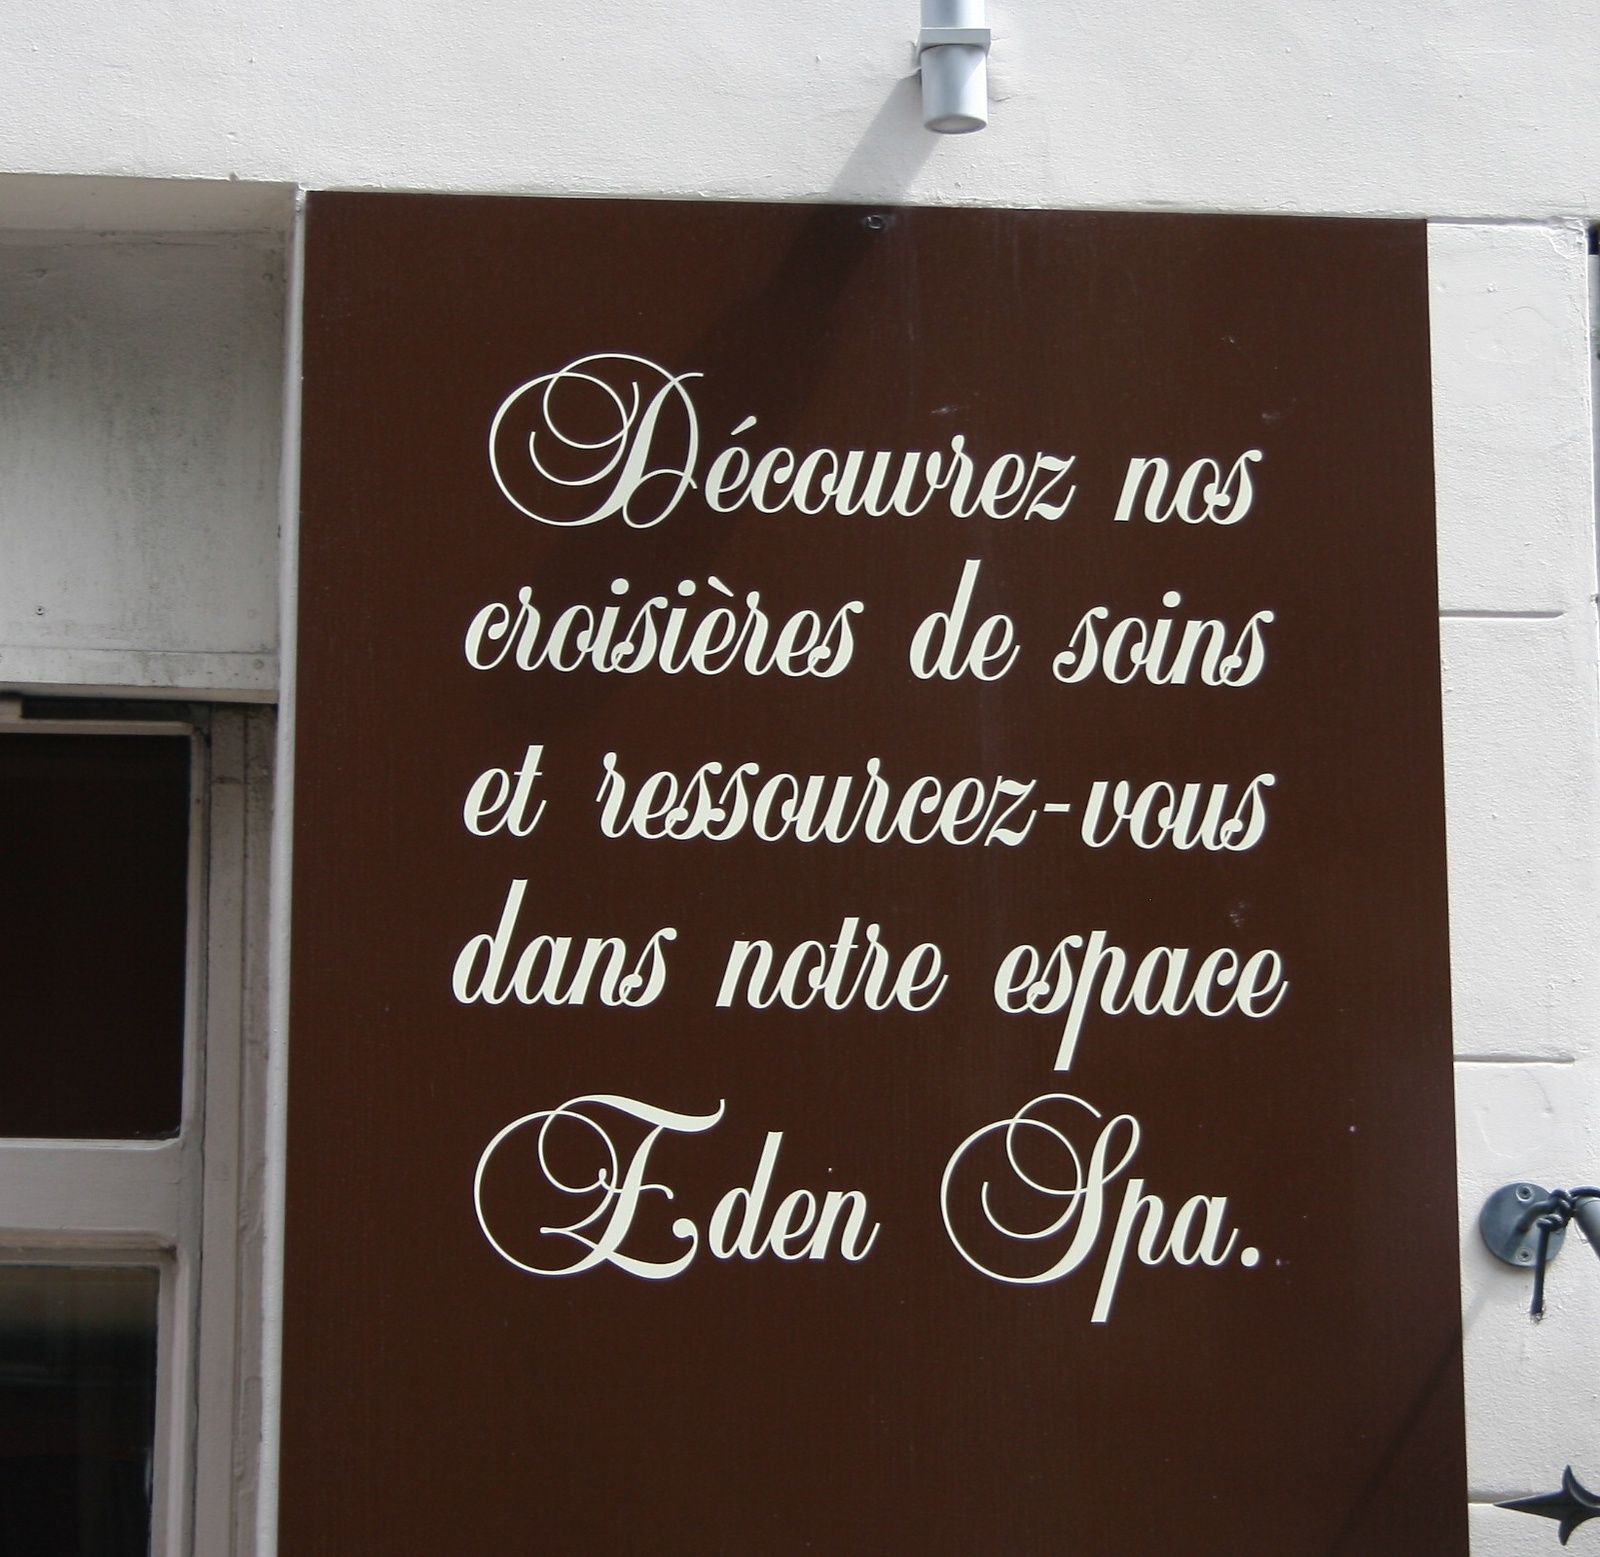 Découvrez nos
croisières de soins
et ressourcez-vous
dans notre espace
Eden Spa.